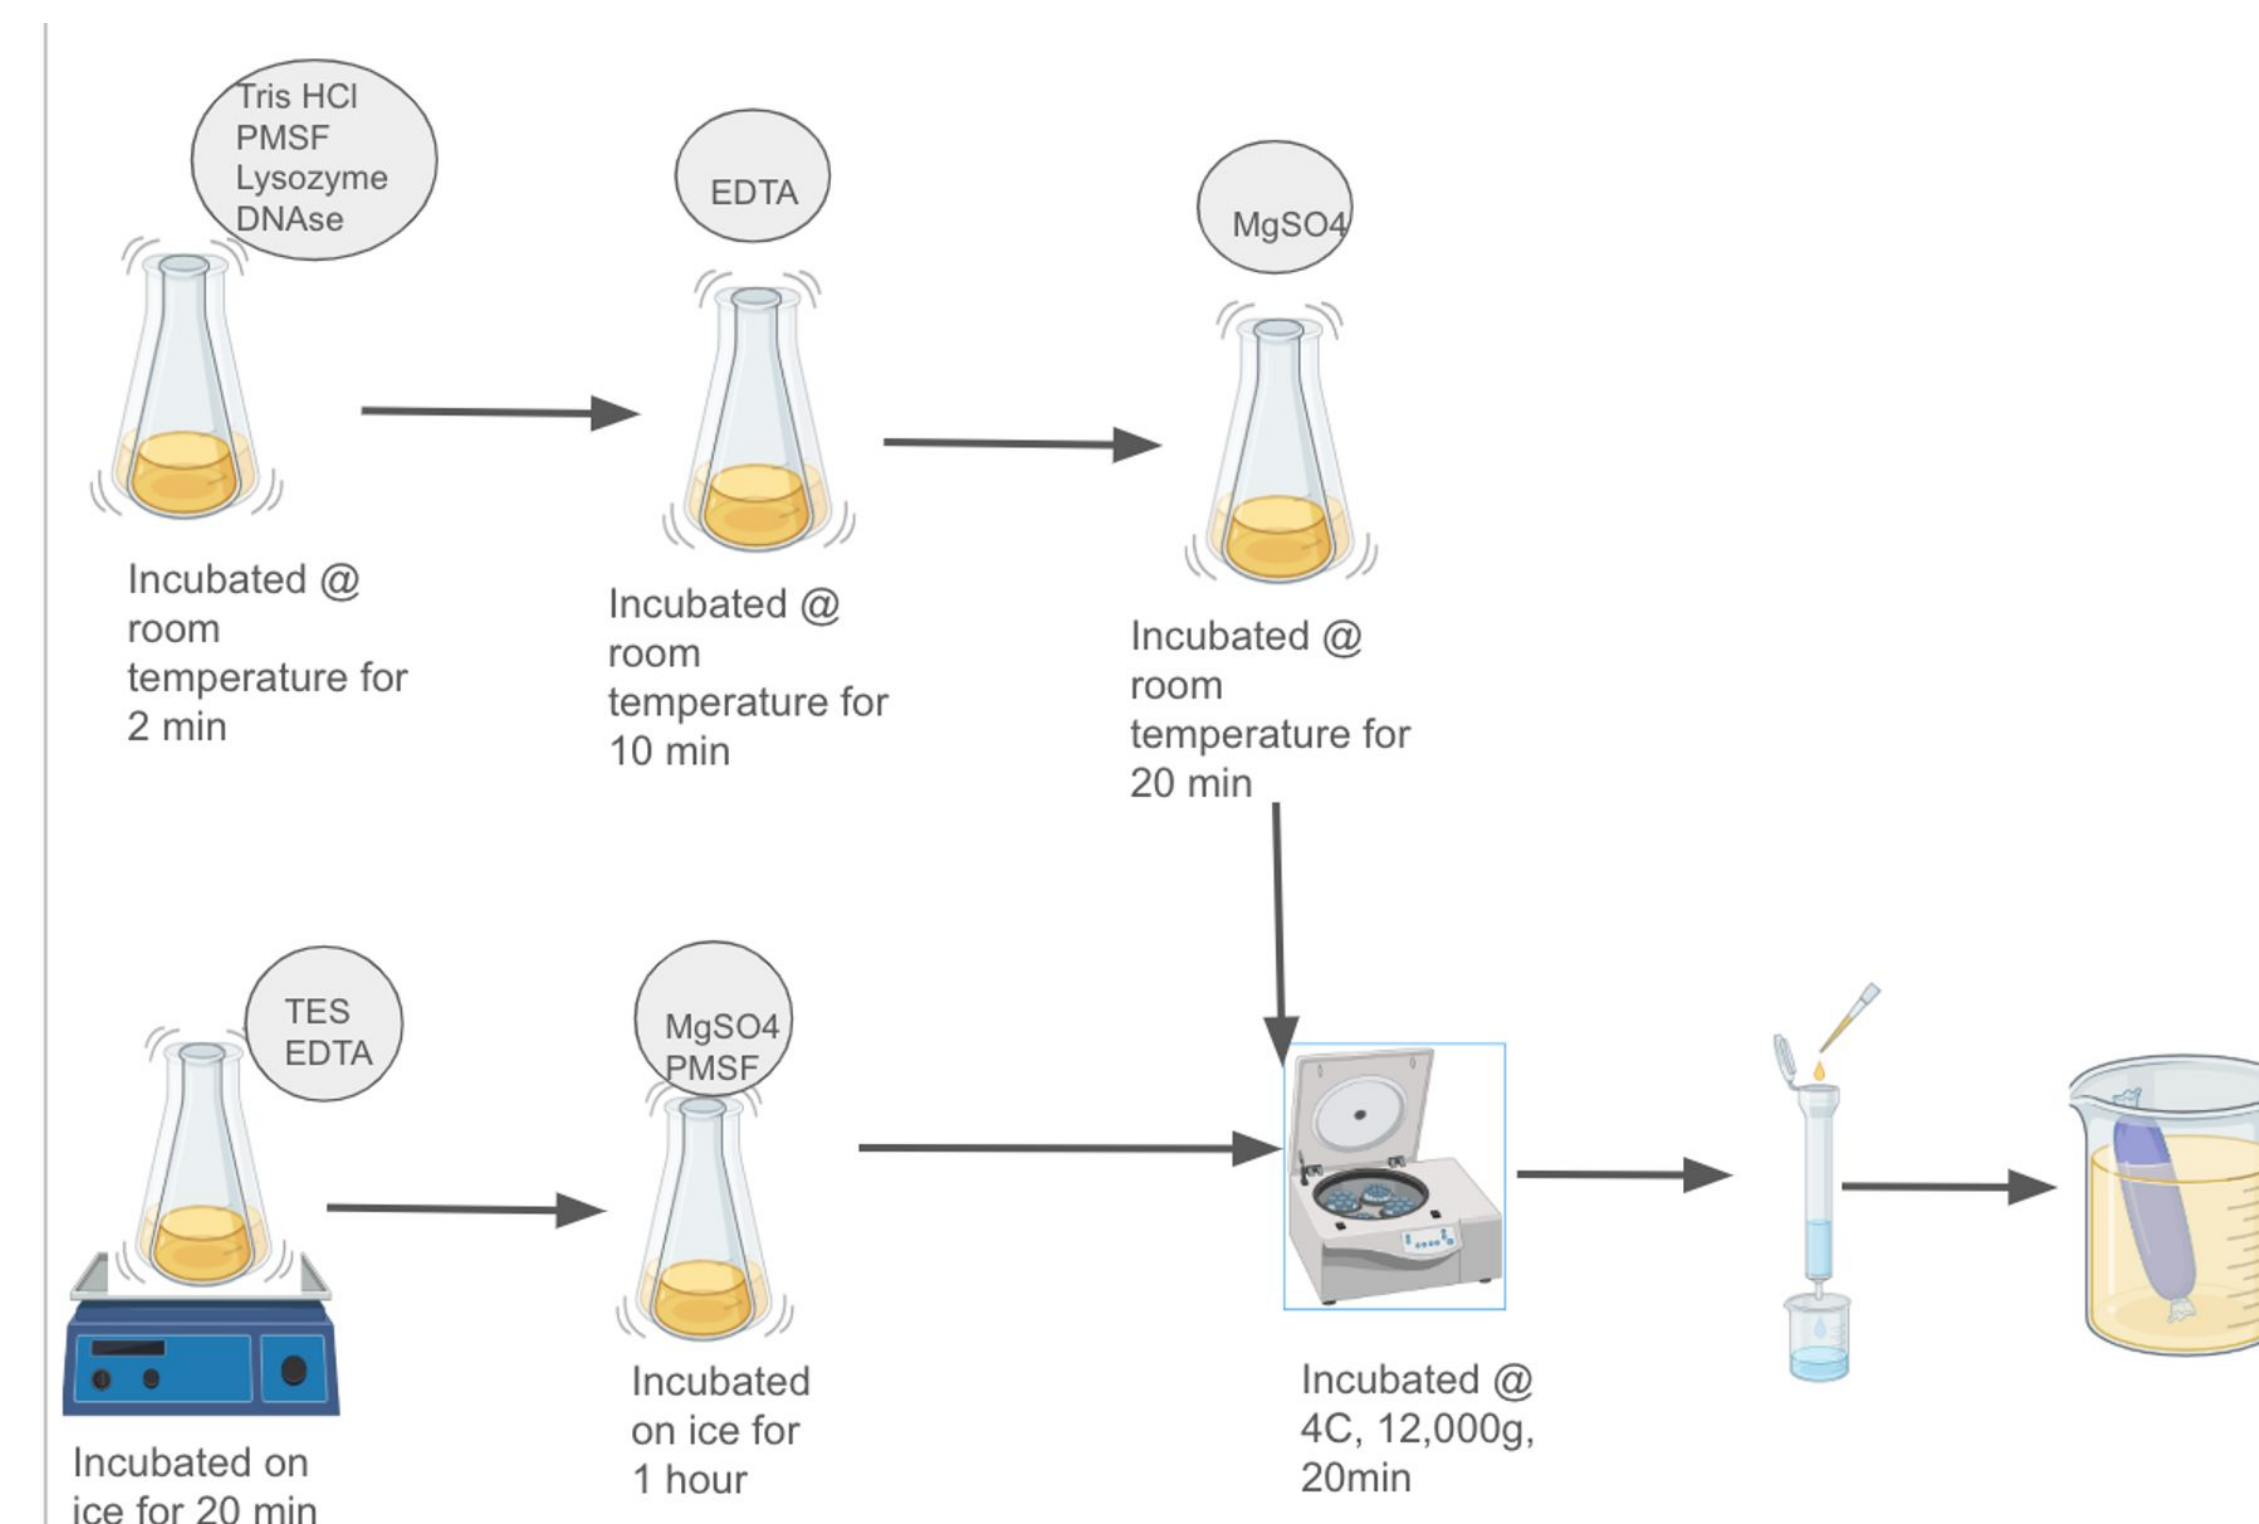 Tris HCl
PMSF
Lysozyme
DNAse
EDTA
MgSO4
Incubated @
room
temperature for
2 min
Incubated @
room
temperature for
10 min
Incubated @
room
temperature for
20 min
TES
EDTA
MgSO4
PMSF
Incubated on
ice for 20 min
Incubated
on ice for
1 hour
Incubated @
4C, 12,000g,
20min